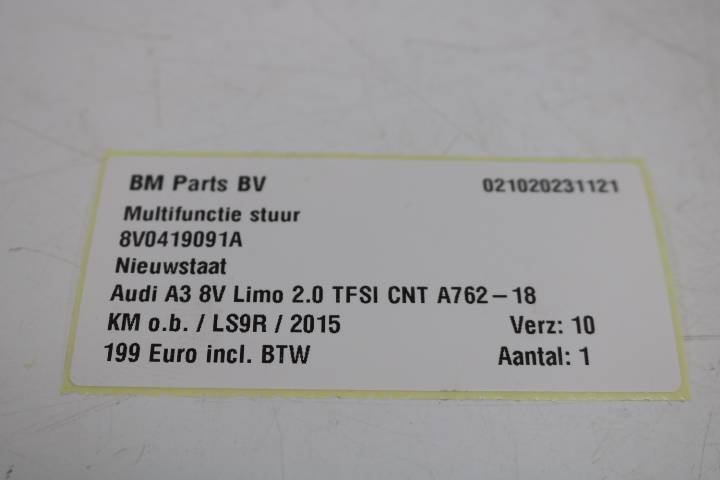 BM Parts BV 021020231121
Multifunctie stuur
8V0419091A
Nieuwstaat
Audi A3 8V Limo 2.0 TFSI CNT A762-18
KM o.b. / LS9R / 2015 Verz: 10
199 Euro incl. BTW Aantal: 1